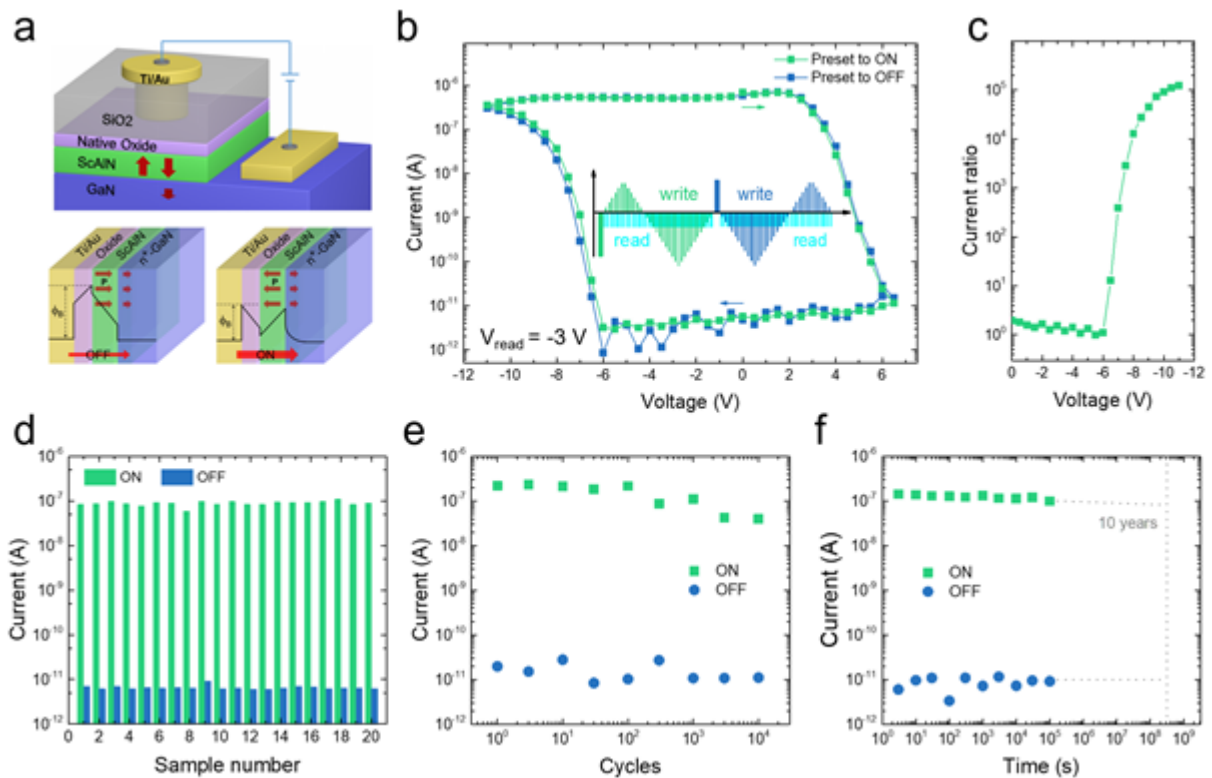 a
Ti/Au
SiO2
Native Oxide
ScAlN
GaN
Ti/Au
Oxide
ScAlN
n⁺-GaN
P
ϕ_B
OFF
Ti/Au
Oxide
ScAlN
n⁺-GaN
P
ϕ_B
ON
b
Current (A)
10⁻⁵
10⁻⁶
10⁻⁷
10⁻⁸
10⁻⁹
10⁻¹⁰
10⁻¹¹
10⁻¹²
Preset to ON
Preset to OFF
write write
read read
V_read = -3 V
-12 -10 -8 -6 -4 -2 0 2 4 6
Voltage (V)
c
Current ratio
10⁵
10⁴
10³
10²
10¹
10⁰
0 -2 -4 -6 -8 -10 -12
Voltage (V)
d
Current (A)
10⁻⁶
10⁻⁷
10⁻⁸
10⁻⁹
10⁻¹⁰
10⁻¹¹
10⁻¹²
ON OFF
0 2 4 6 8 10 12 14 16 18 20
Sample number
e
Current (A)
10⁻⁶
10⁻⁷
10⁻⁸
10⁻⁹
10⁻¹⁰
10⁻¹¹
10⁻¹²
ON
OFF
10⁰ 10¹ 10² 10³ 10⁴
Cycles
f
Current (A)
10⁻⁶
10⁻⁷
10⁻⁸
10⁻⁹
10⁻¹⁰
10⁻¹¹
10⁻¹²
10 years
ON
OFF
10⁰ 10¹ 10² 10³ 10⁴ 10⁵ 10⁶ 10⁷ 10⁸ 10⁹
Time (s)